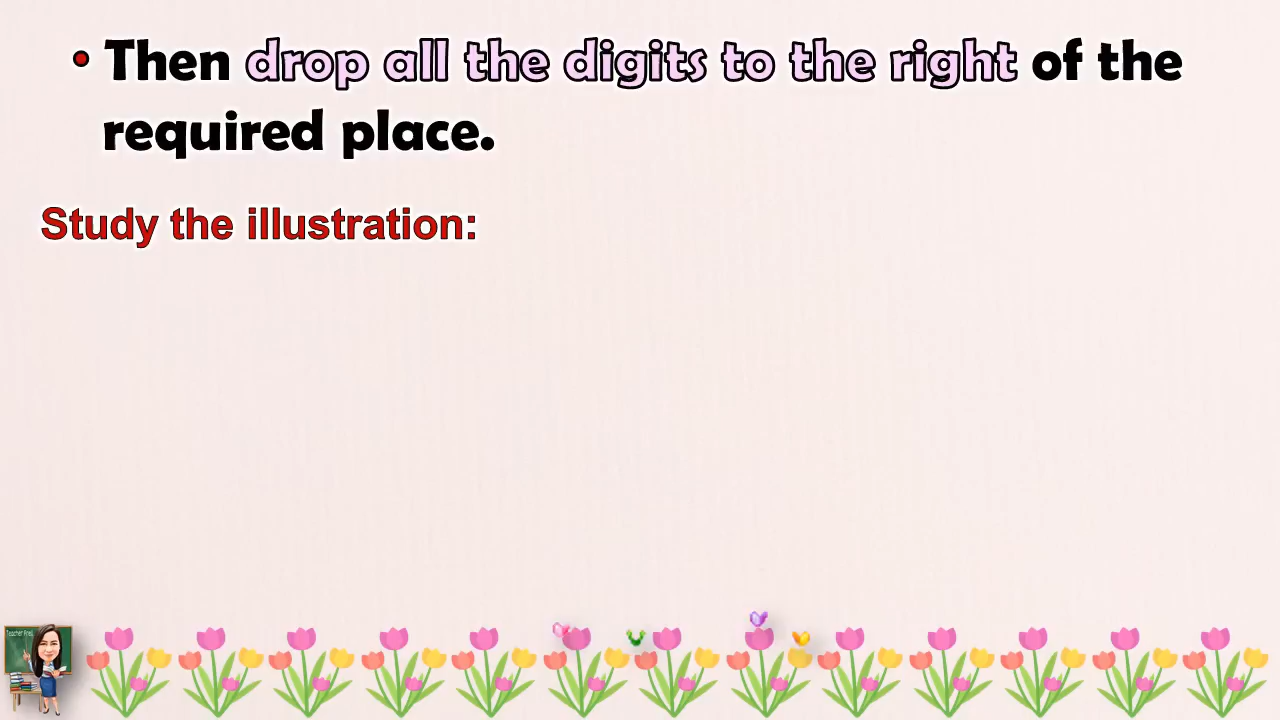 • Then drop all the digits to the right of the
required place.
Study the illustration: